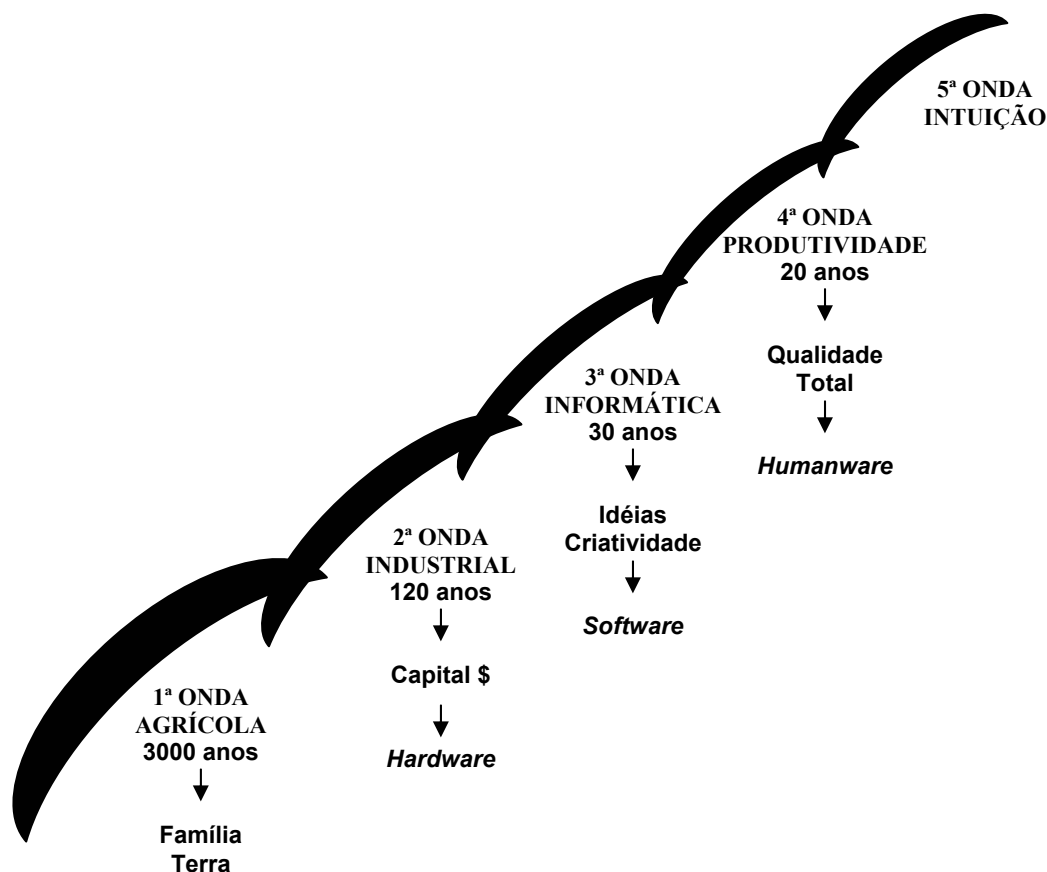 5ª ONDA
INTUIÇÃO
4ª ONDA
PRODUTIVIDADE
20 anos
Qualidade
Total
Humanware
3ª ONDA
INFORMÁTICA
30 anos
Idéias
Criatividade
Software
2ª ONDA
INDUSTRIAL
120 anos
Capital $
Hardware
1ª ONDA
AGRÍCOLA
3000 anos
Família
Terra